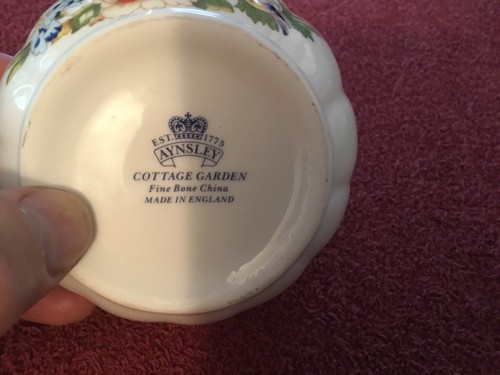 EST. 1775
AYNSLEY
COTTAGE GARDEN
Fine Bone China
MADE IN ENGLAND